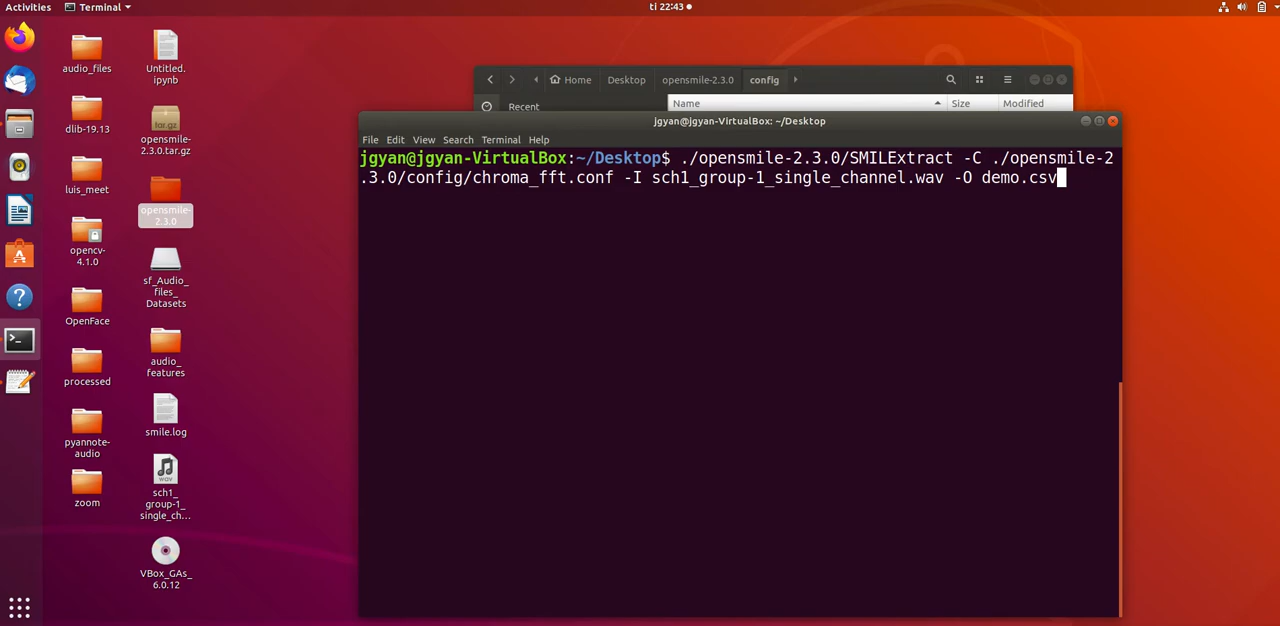 Activities
Terminal
ti 22:43
audio_files
Untitled.
ipynb
dlib-19.13
tar.gz
opensmile-
2.3.0.tar.gz
luis_meet
opensmile-
2.3.0
opencv-
4.1.0
sf_Audio_
files_
Datasets
OpenFace
audio_
features
processed
smile.log
pyannote-
audio
wav
sch1_
group-1_
single_ch...
zoom
VBox_GAs_
6.0.12
Home
Desktop
opensmile-2.3.0
config
Recent
Name
Size
Modified
jgyan@jgyan-VirtualBox: ~/Desktop
File Edit View Search Terminal Help
jgyan@jgyan-VirtualBox:~/Desktop$ ./opensmile-2.3.0/SMILExtract -C ./opensmile-2
.3.0/config/chroma_fft.conf -I sch1_group-1_single_channel.wav -O demo.csv